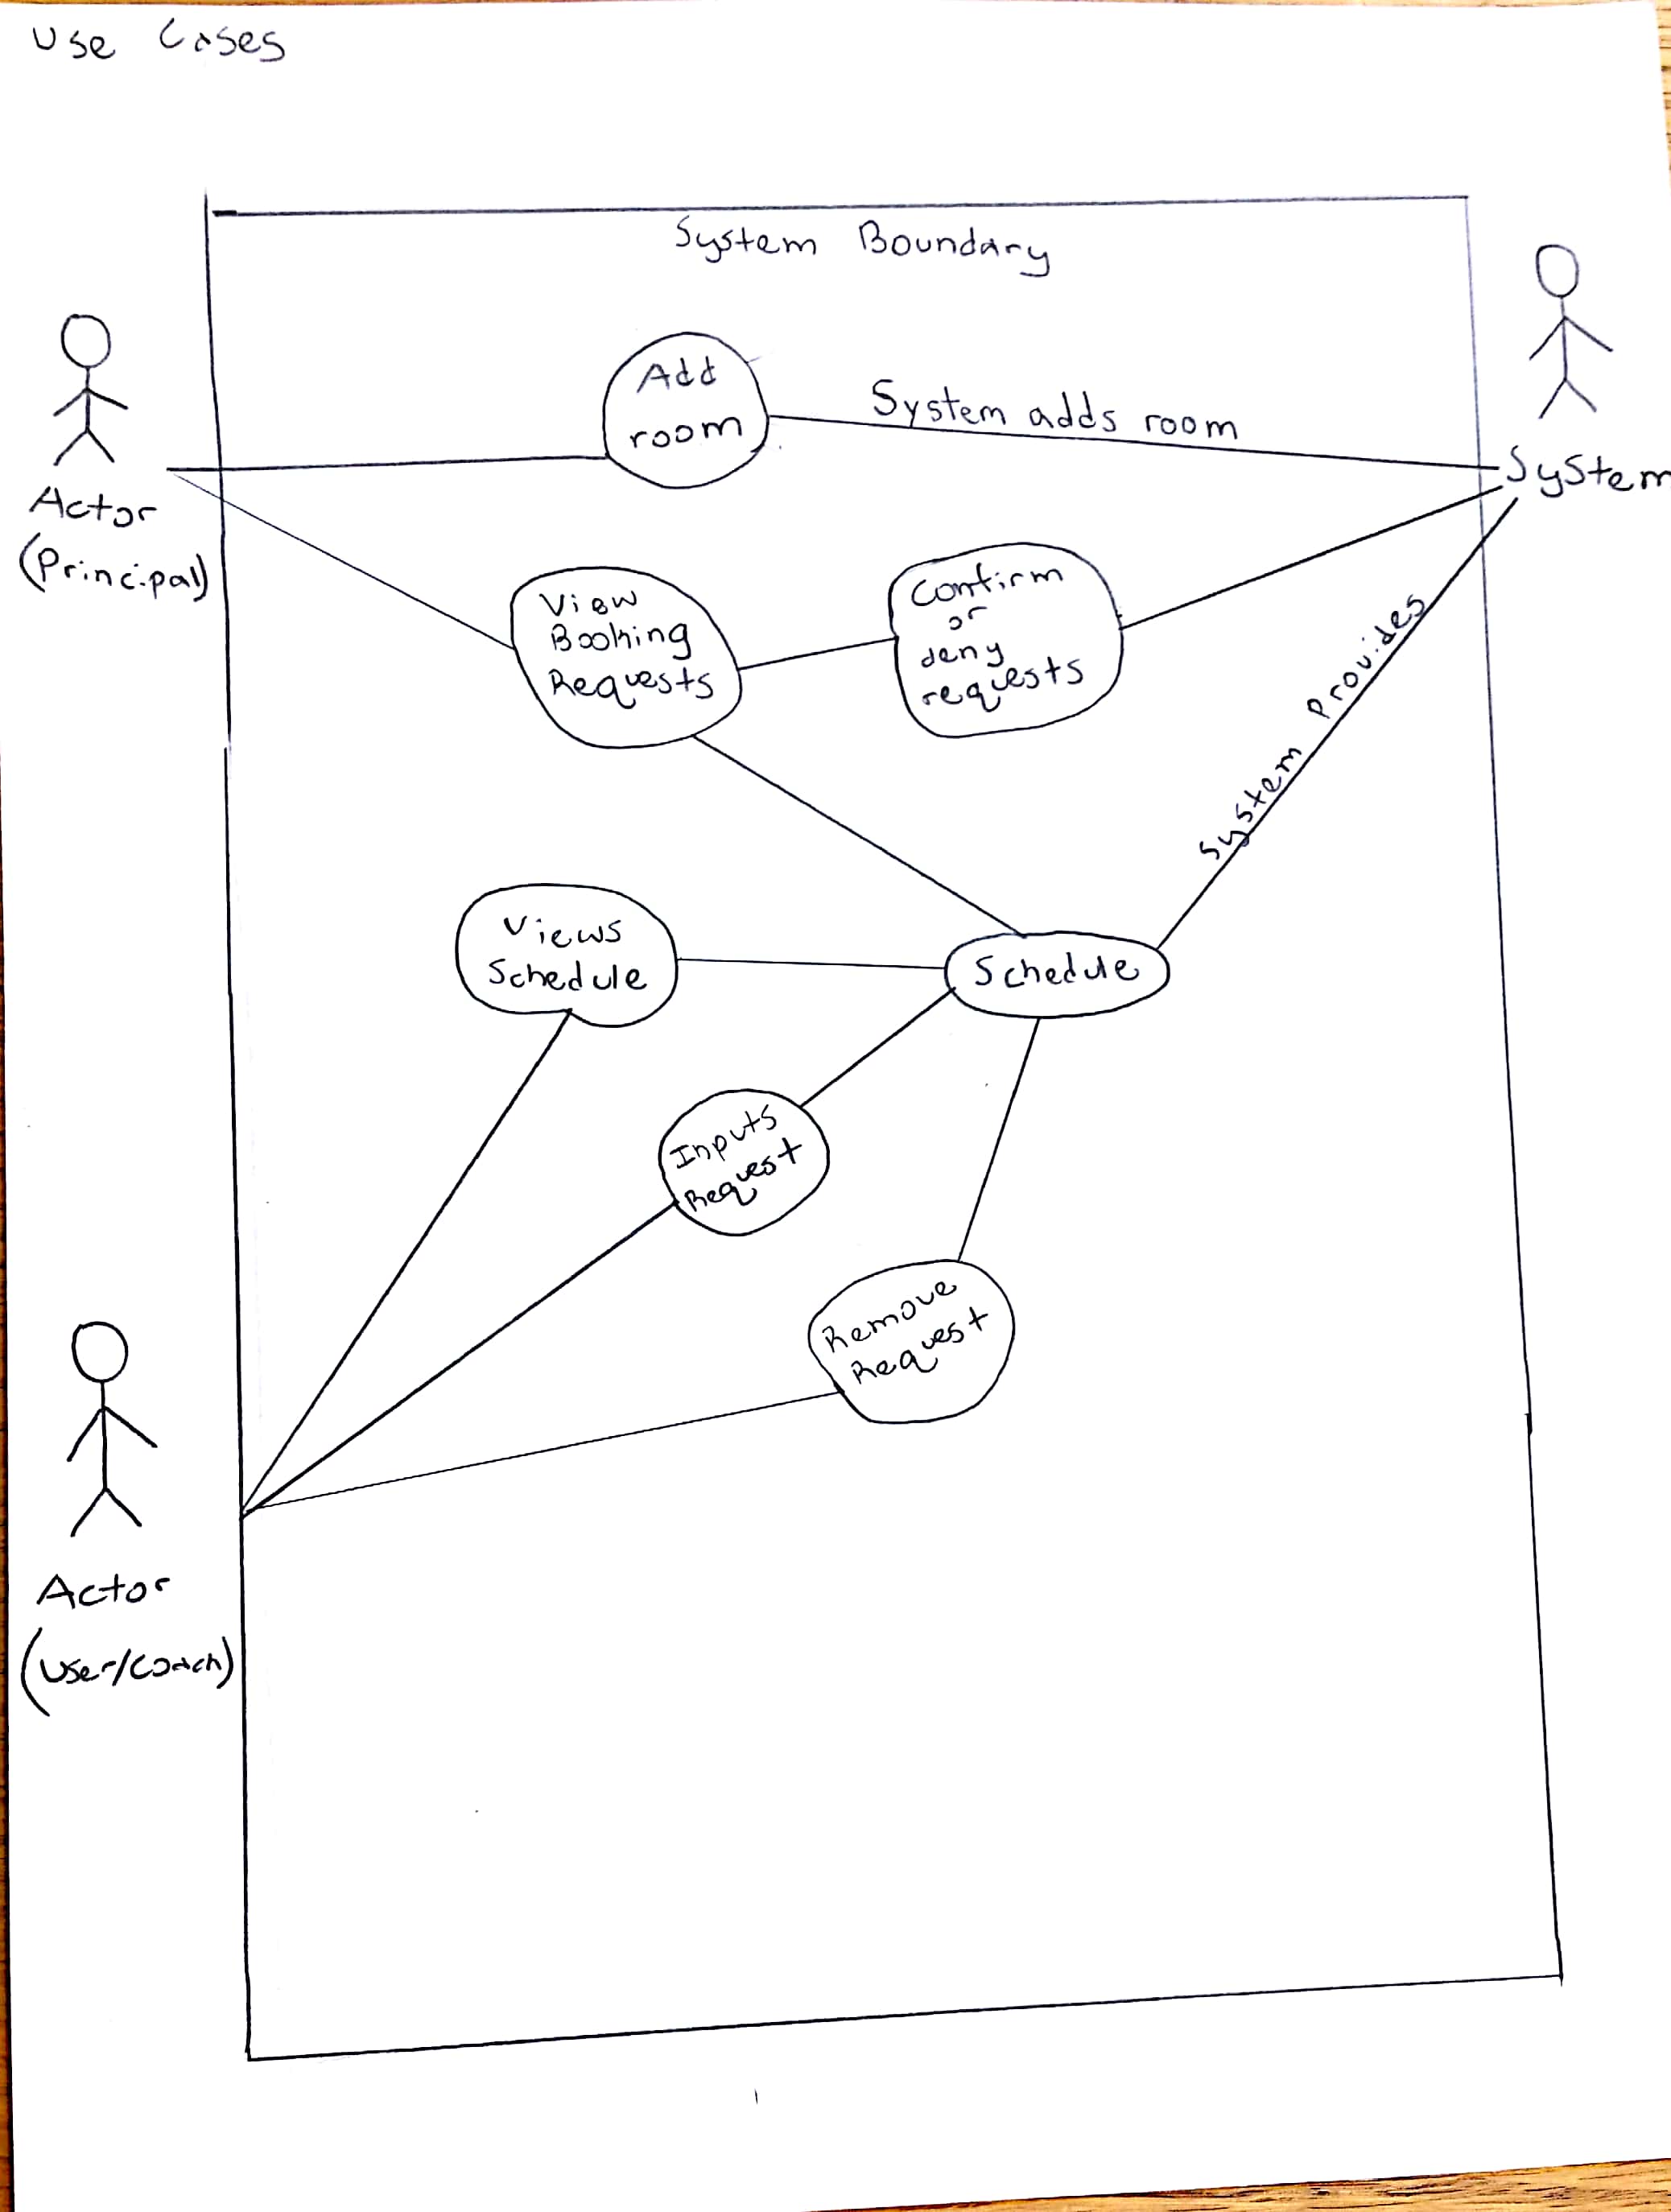 Use Cases
System Boundary
Add
room
System adds room
System
Actor
(Principal)
View
Booking
Requests
Confirm
or
deny
requests
System Provides
Views
Schedule
Schedule
Inputs
Request
Remove
Request
Actor
(User/Coach)